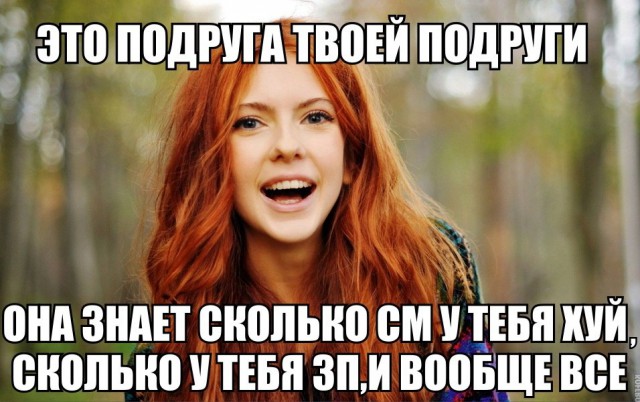 ЭТО ПОДРУГА ТВОЕЙ ПОДРУГИ
ОНА ЗНАЕТ СКОЛЬКО СМ У ТЕБЯ ХУЙ,
СКОЛЬКО У ТЕБЯ ЗП,И ВООБЩЕ ВСЕ